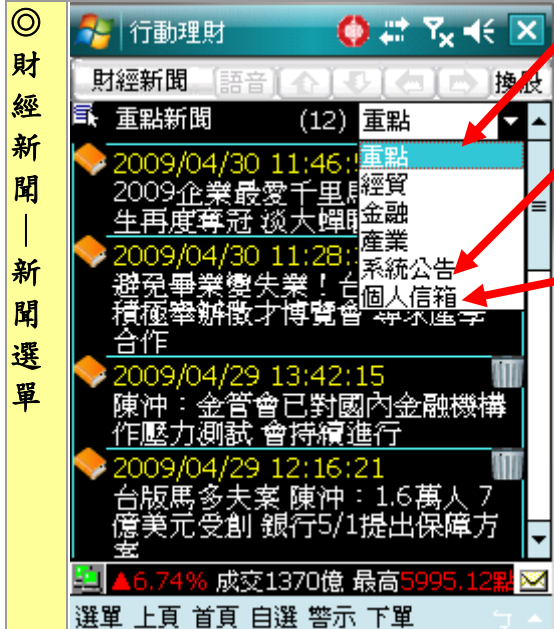 ◎財經新聞｜新聞選單
行動理財
財經新聞 語音 換股
重點新聞 (12) 重點
重點
經貿
金融
產業
系統公告
個人信箱
2009/04/30 11:46:
2009企業最愛千里
生再度奪冠 淡大蟬
2009/04/30 11:28:
避免畢業變失業！台
積極舉辦徵才博覽會 尋求產學
合作
2009/04/29 13:42:15
陳沖：金管會已對國內金融機構
作壓力測試 會持續進行
2009/04/29 12:16:21
台版馬多夫案 陳沖：1.6萬人 7
億美元受創 銀行5/1提出保障方
案
▲6.74% 成交1370億 最高5995.12點
選單 上頁 首頁 自選 警示 下單 ㄅ